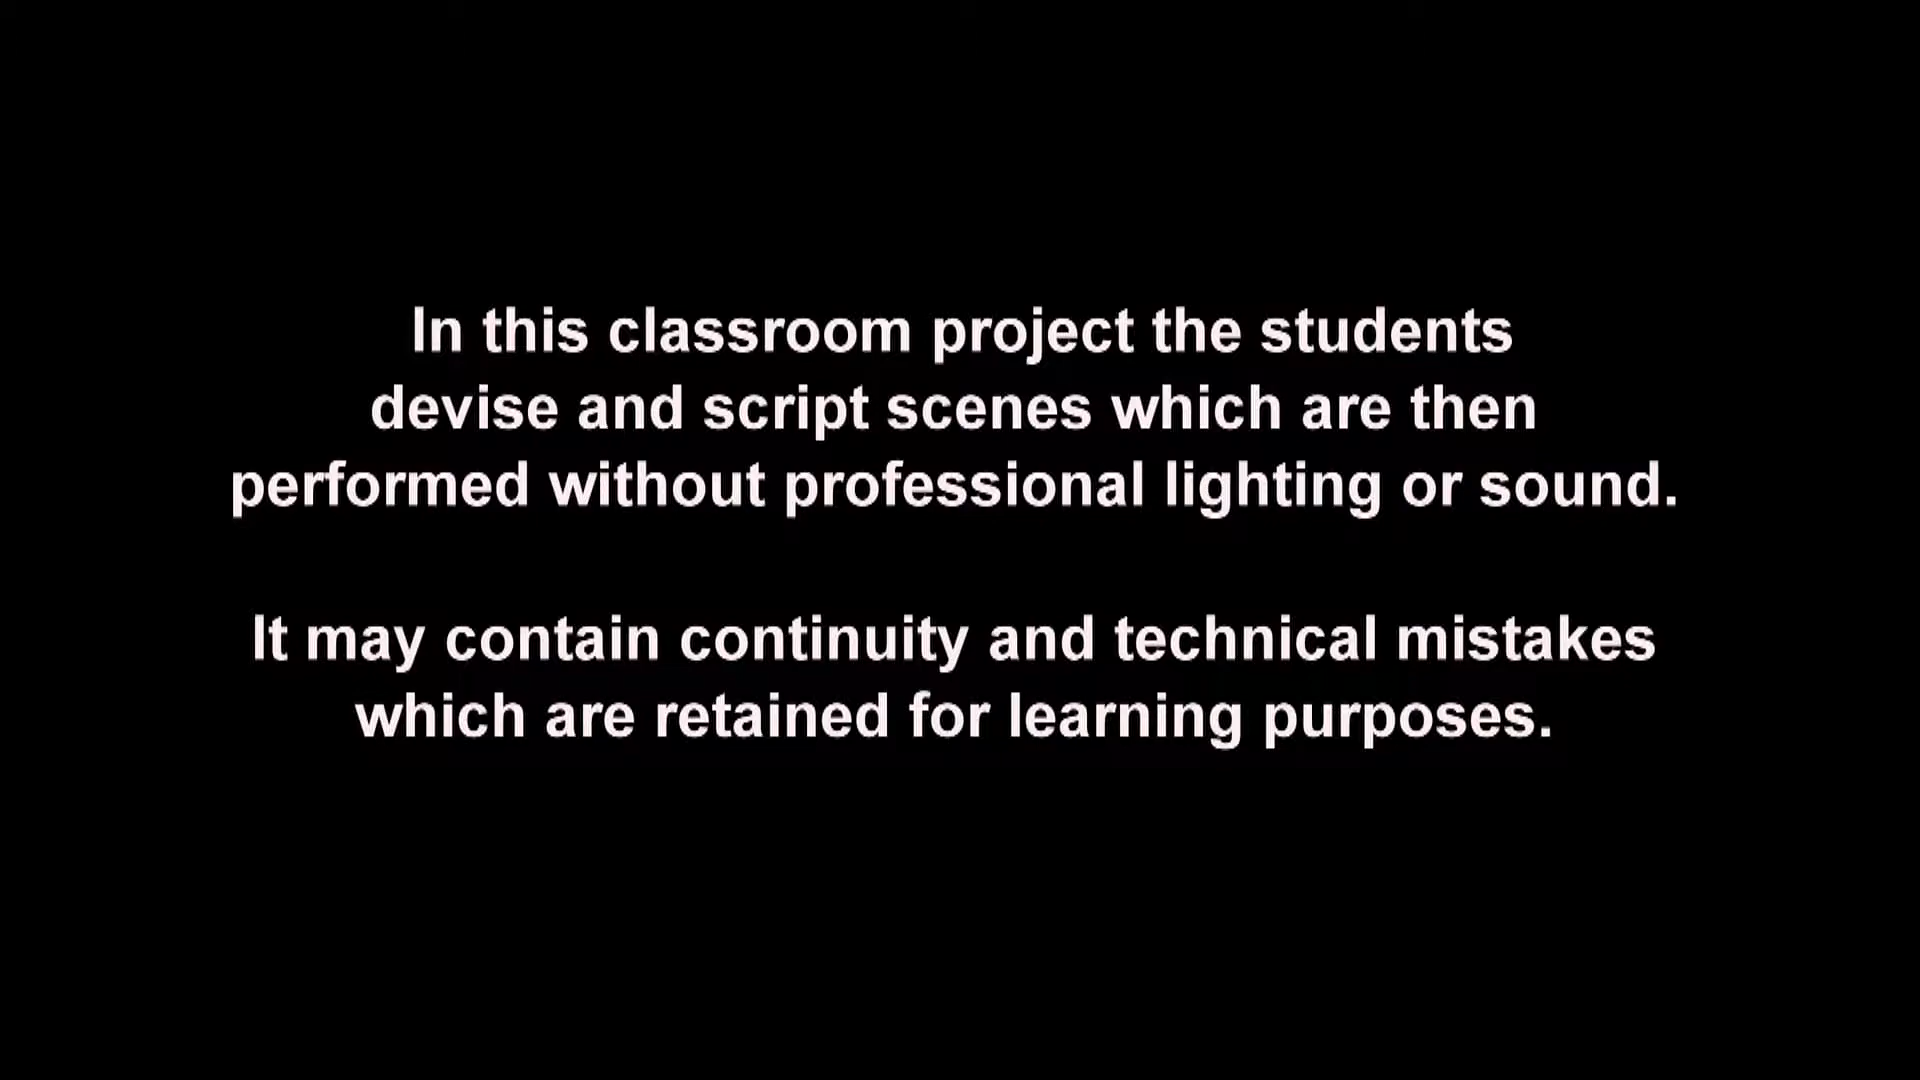 In this classroom project the students
devise and script scenes which are then
performed without professional lighting or sound.
It may contain continuity and technical mistakes
which are retained for learning purposes.